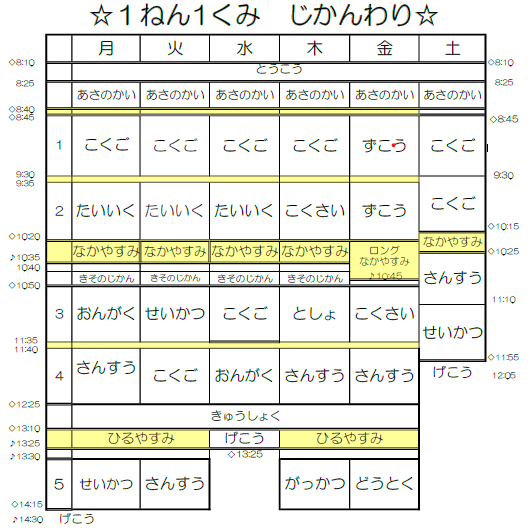 ☆１ねん1くみ　じかんわり☆
月 火 水 木 金 土
◇8:10 とうこう ◇8:10
8:25 あさのかい あさのかい あさのかい あさのかい あさのかい あさのかい 8:25
◇8:40
◇8:45 ◇8:45
1 こくご こくご こくご こくご ずこう こくご
9:30 9:30
9:35
2 たいいく たいいく たいいく こくさい ずこう こくご
◇10:20 ◇10:15
♪10:35 なかやすみ なかやすみ なかやすみ なかやすみ ロング なかやすみ ♪10:45 なかやすみ ◇10:25
10:40 きそのじかん きそのじかん きそのじかん きそのじかん
◇10:50 さんすう
3 おんがく せいかつ こくご としょ こくさい 11:10
11:35 せいかつ
11:40 ◇11:55
4 さんすう こくご おんがく さんすう さんすう げこう 12:05
◇12:25 きゅうしょく
◇13:10
♪13:25 ひるやすみ げこう ひるやすみ
♪13:30 ◇13:25
5 せいかつ さんすう がっかつ どうとく
◇14:15
♪14:30 げこう